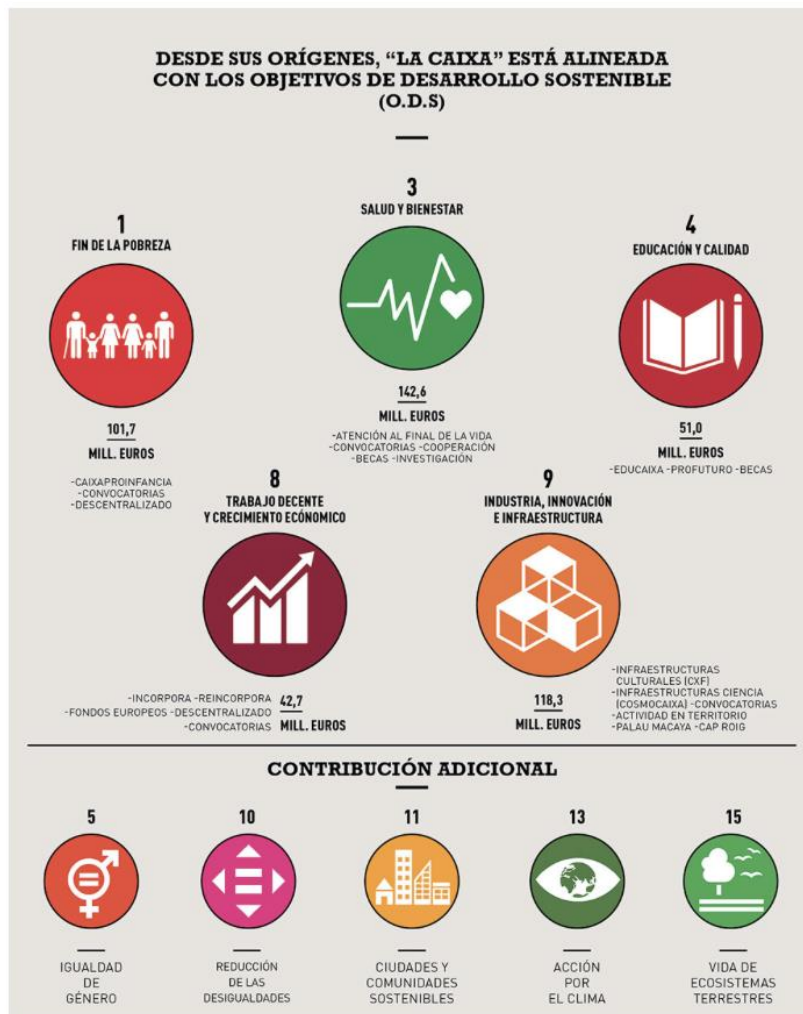 DESDE SUS ORÍGENES, “LA CAIXA” ESTÁ ALINEADA
CON LOS OBJETIVOS DE DESARROLLO SOSTENIBLE
(O.D.S)
1
FIN DE LA POBREZA
101,7
MILL. EUROS
-CAIXAPROINFANCIA
-CONVOCATORIAS
-DESCENTRALIZADO
3
SALUD Y BIENESTAR
142,6
MILL. EUROS
-ATENCIÓN AL FINAL DE LA VIDA
-CONVOCATORIAS -COOPERACIÓN
-BECAS -INVESTIGACIÓN
4
EDUCACIÓN Y CALIDAD
51,0
MILL. EUROS
-EDUCAIXA -PROFUTURO -BECAS
8
TRABAJO DECENTE
Y CRECIMIENTO ECÓNOMICO
-INCORPORA -REINCORPORA
-FONDOS EUROPEOS -DESCENTRALIZADO
-CONVOCATORIAS
42,7
MILL. EUROS
9
INDUSTRIA, INNOVACIÓN
E INFRAESTRUCTURA
118,3
MILL. EUROS
-INFRAESTRUCTURAS
CULTURALES (CXF)
-INFRAESTRUCTURAS CIENCIA
(COSMOCAIXA) -CONVOCATORIAS
-ACTIVIDAD EN TERRITORIO
-PALAU MACAYA -CAP ROIG
CONTRIBUCIÓN ADICIONAL
5
IGUALDAD
DE
GÉNERO
10
REDUCCIÓN
DE LAS
DESIGUALDADES
11
CIUDADES Y
COMUNIDADES
SOSTENIBLES
13
ACCIÓN
POR
EL CLIMA
15
VIDA DE
ECOSISTEMAS
TERRESTRES